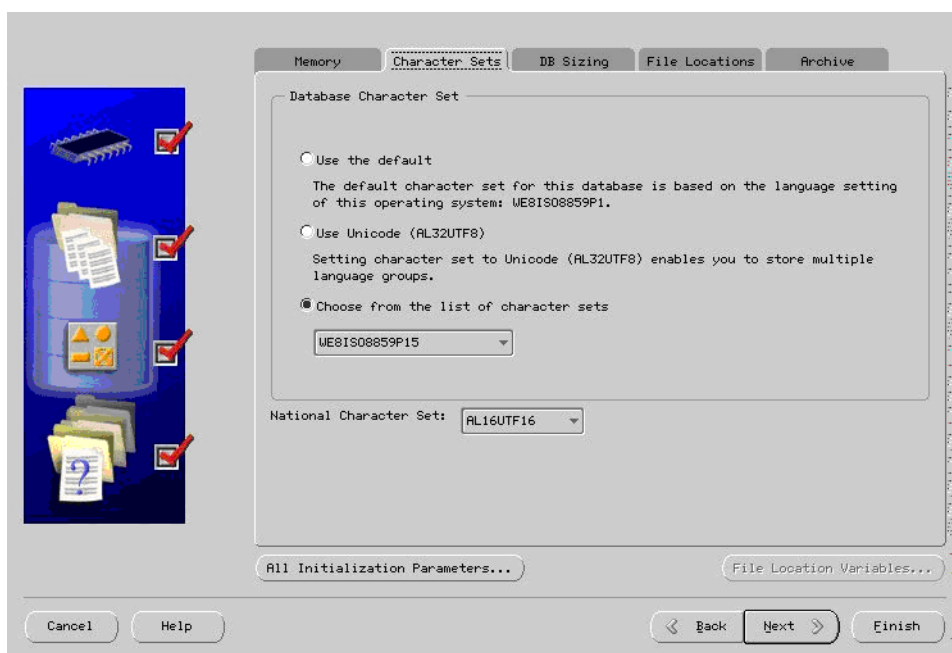 Memory
Character Sets
DB Sizing
File Locations
Archive
Database Character Set
Use the default
The default character set for this database is based on the language setting
of this operating system: WE8ISO8859P1.
Use Unicode (AL32UTF8)
Setting character set to Unicode (AL32UTF8) enables you to store multiple
language groups.
Choose from the list of character sets
WE8ISO8859P15
National Character Set:
AL16UTF16
?
All Initialization Parameters...
File Location Variables...
Cancel
Help
Back
Next
Finish